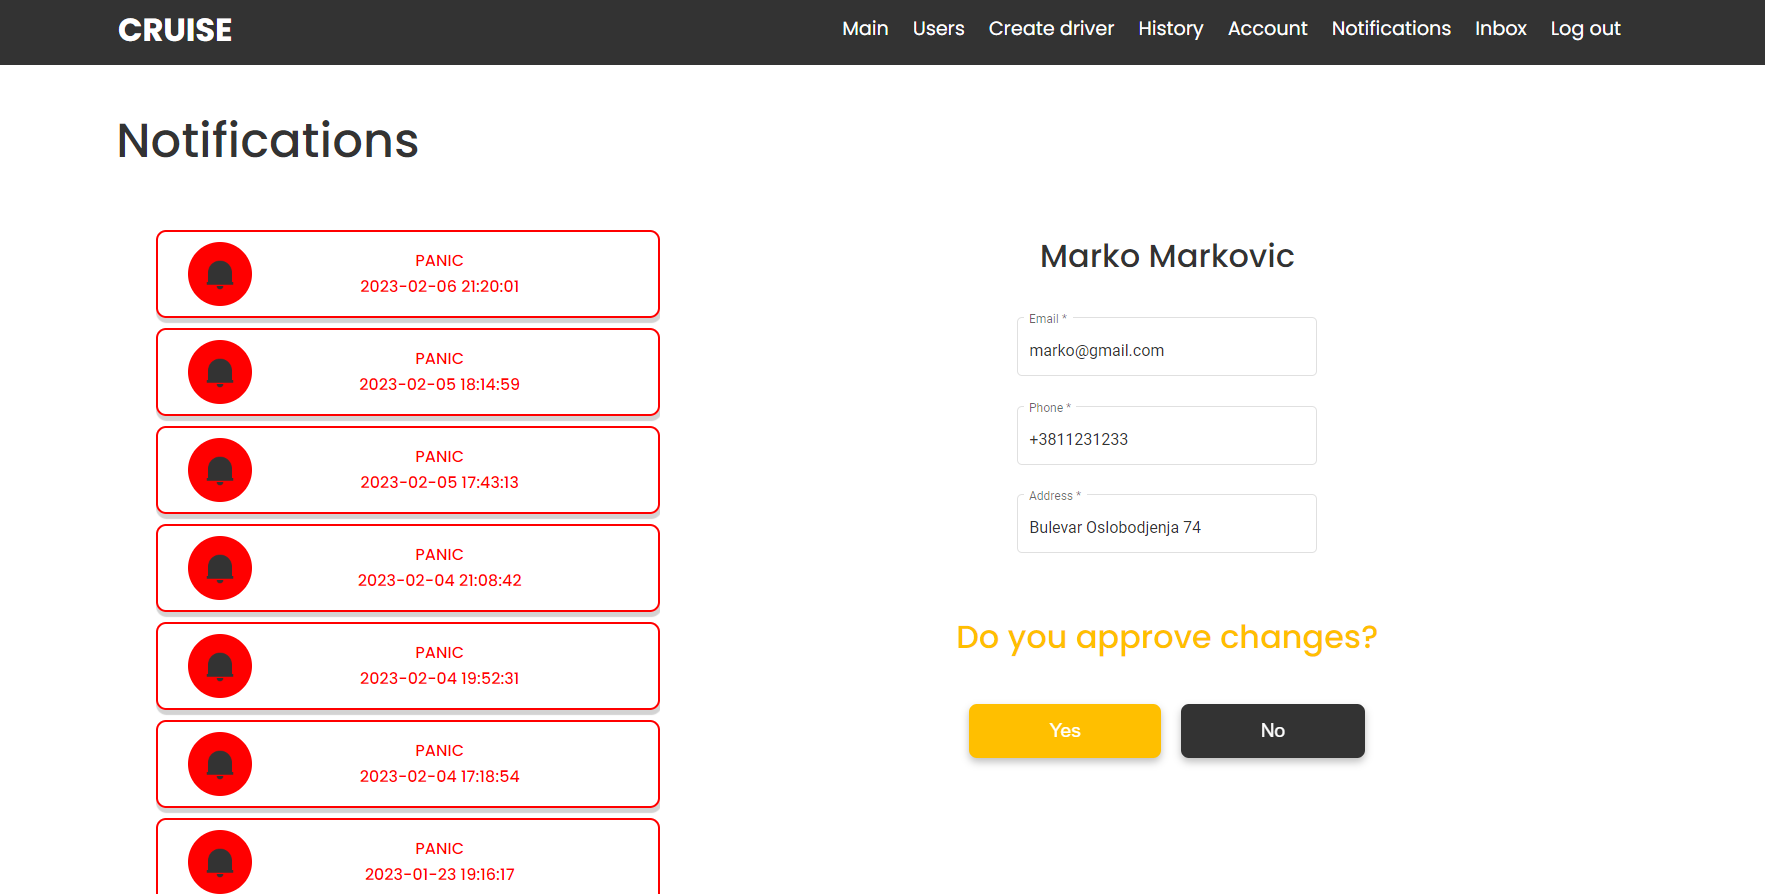 CRUISE
Main Users Create driver History Account Notifications Inbox Log out
Notifications
PANIC
2023-02-06 21:20:01
PANIC
2023-02-05 18:14:59
PANIC
2023-02-05 17:43:13
PANIC
2023-02-04 21:08:42
PANIC
2023-02-04 19:52:31
PANIC
2023-02-04 17:18:54
PANIC
2023-01-23 19:16:17
Marko Markovic
Email *
marko@gmail.com
Phone *
+3811231233
Address *
Bulevar Oslobodjenja 74
Do you approve changes?
Yes No